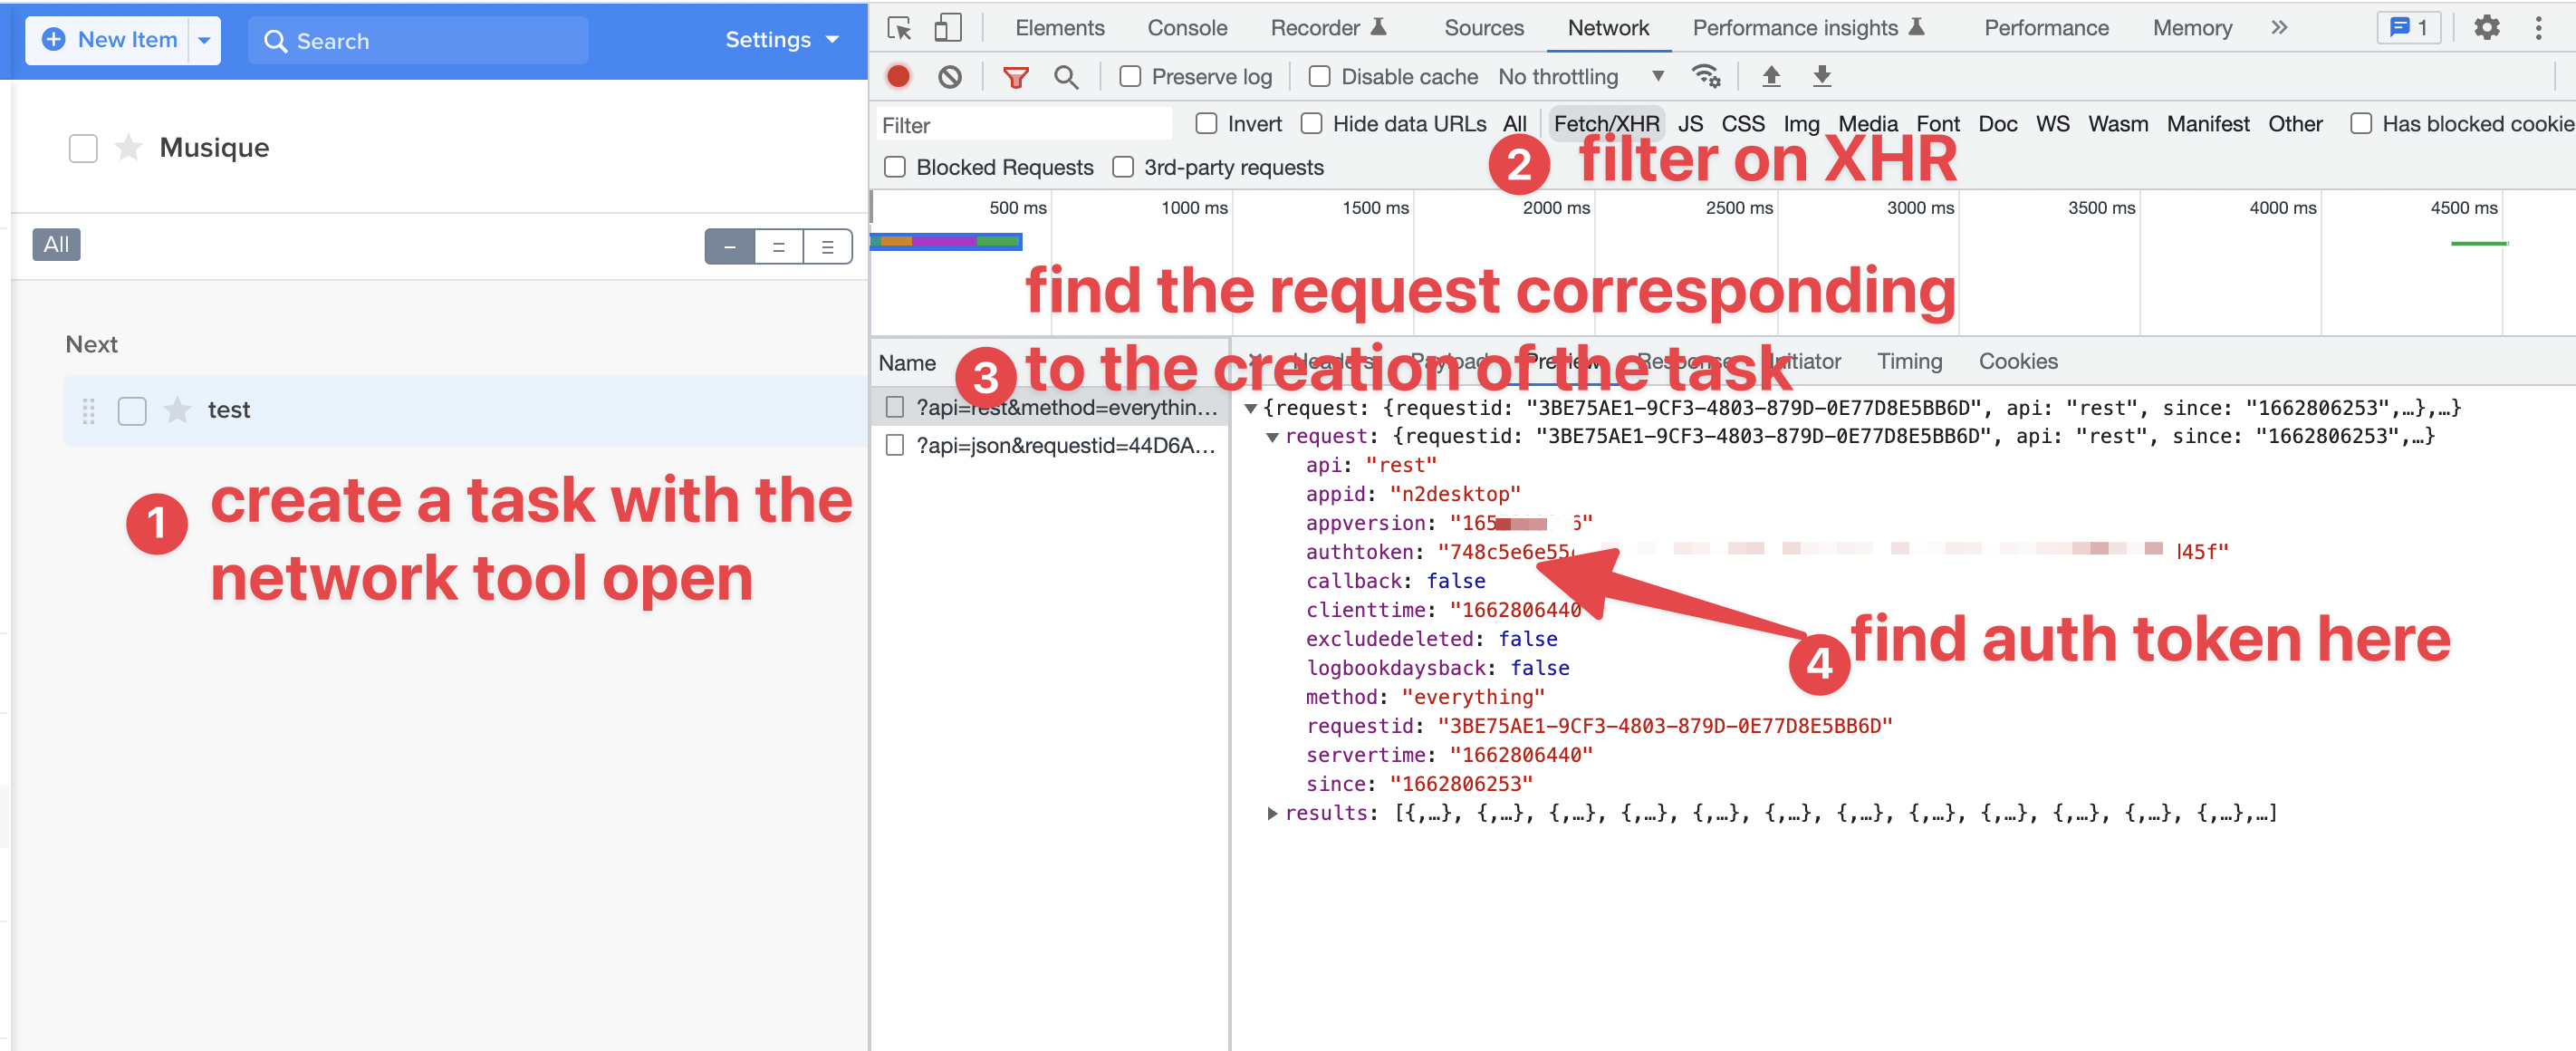 New Item
Search
Settings
Musique
All
Next
test
1 create a task with the
network tool open
Elements Console Recorder Sources Network Performance insights Performance Memory 1
Preserve log Disable cache No throttling
Filter Invert Hide data URLs All Fetch/XHR JS CSS Img Media Font Doc WS Wasm Manifest Other Has blocked cookie
Blocked Requests 3rd-party requests
2 filter on XHR
500 ms 1000 ms 1500 ms 2000 ms 2500 ms 3000 ms 3500 ms 4000 ms 4500 ms
find the request corresponding
3 to the creation of the task
Name Headers Payload Preview Response Initiator Timing Cookies
?api=rest&method=everythin...
?api=json&requestid=44D6A...
{request: {requestid: "3BE75AE1-9CF3-4803-879D-0E77D8E5BB6D", api: "rest", since: "1662806253",…},…}
request: {requestid: "3BE75AE1-9CF3-4803-879D-0E77D8E5BB6D", api: "rest", since: "1662806253",…}
api: "rest"
appid: "n2desktop"
appversion: "165 6"
authtoken: "748c5e6e55 45f"
callback: false
clienttime: "1662806440
excludedeleted: false
logbookdaysback: false
method: "everything"
requestid: "3BE75AE1-9CF3-4803-879D-0E77D8E5BB6D"
servertime: "1662806440"
since: "1662806253"
results: [{,…}, {,…}, {,…}, {,…}, {,…}, {,…}, {,…}, {,…}, {,…}, {,…}, {,…}, {,…},…]
4 find auth token here